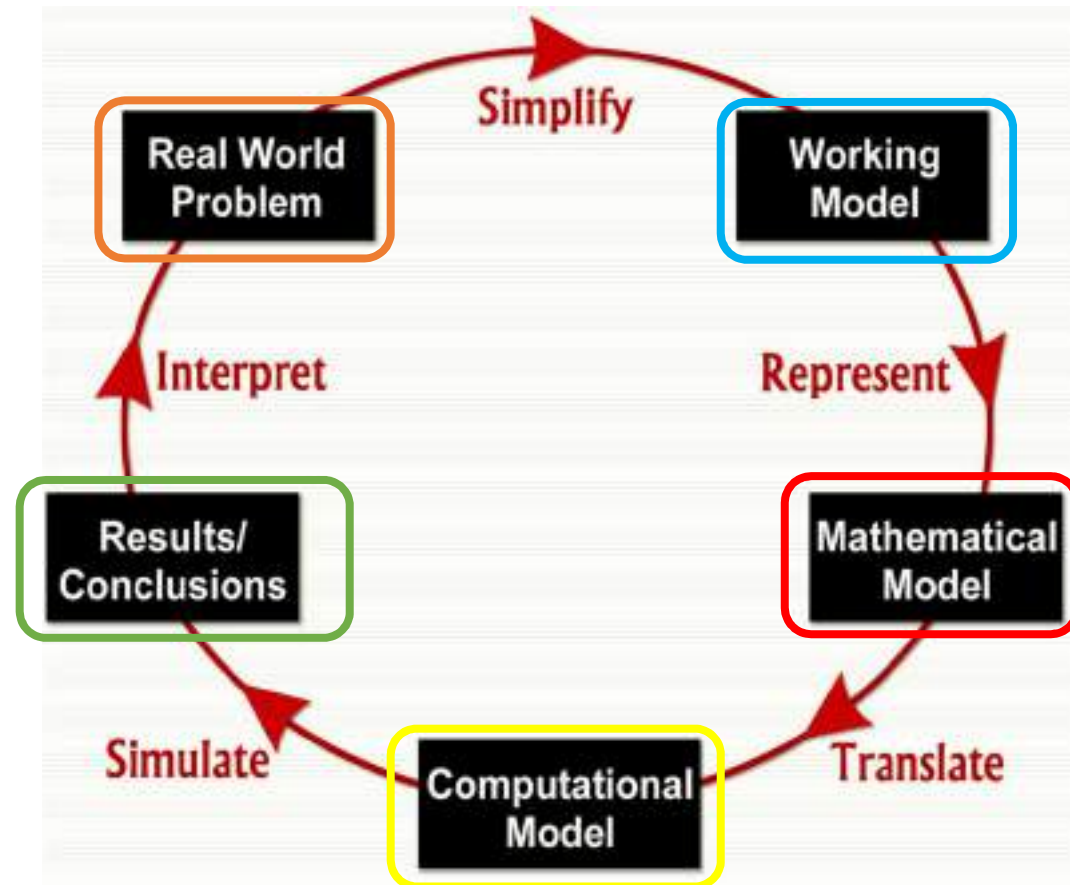 Simplify
Real World
Problem
Working
Model
Interpret
Represent
Results/
Conclusions
Mathematical
Model
Simulate
Translate
Computational
Model